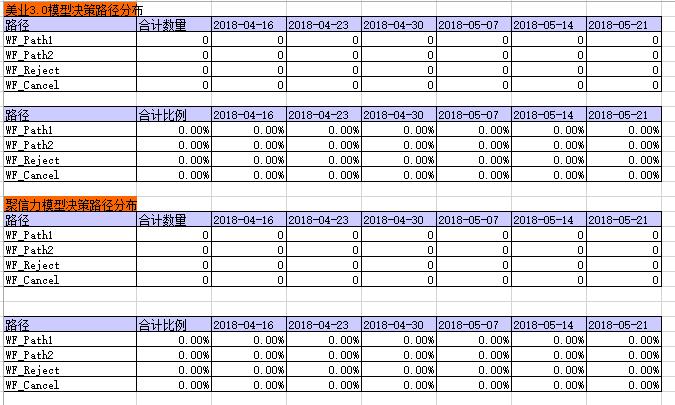 美业3.0模型决策路径分布
路径 合计数量 2018-04-16 2018-04-23 2018-04-30 2018-05-07 2018-05-14 2018-05-21
WF_Path1 0 0 0 0 0 0 0
WF_Path2 0 0 0 0 0 0 0
WF_Reject 0 0 0 0 0 0 0
WF_Cancel 0 0 0 0 0 0 0
路径 合计比例 2018-04-16 2018-04-23 2018-04-30 2018-05-07 2018-05-14 2018-05-21
WF_Path1 0.00% 0.00% 0.00% 0.00% 0.00% 0.00% 0.00%
WF_Path2 0.00% 0.00% 0.00% 0.00% 0.00% 0.00% 0.00%
WF_Reject 0.00% 0.00% 0.00% 0.00% 0.00% 0.00% 0.00%
WF_Cancel 0.00% 0.00% 0.00% 0.00% 0.00% 0.00% 0.00%
聚信力模型决策路径分布
路径 合计数量 2018-04-16 2018-04-23 2018-04-30 2018-05-07 2018-05-14 2018-05-21
WF_Path1 0 0 0 0 0 0 0
WF_Path2 0 0 0 0 0 0 0
WF_Reject 0 0 0 0 0 0 0
WF_Cancel 0 0 0 0 0 0 0
路径 合计比例 2018-04-16 2018-04-23 2018-04-30 2018-05-07 2018-05-14 2018-05-21
WF_Path1 0.00% 0.00% 0.00% 0.00% 0.00% 0.00% 0.00%
WF_Path2 0.00% 0.00% 0.00% 0.00% 0.00% 0.00% 0.00%
WF_Reject 0.00% 0.00% 0.00% 0.00% 0.00% 0.00% 0.00%
WF_Cancel 0.00% 0.00% 0.00% 0.00% 0.00% 0.00% 0.00%